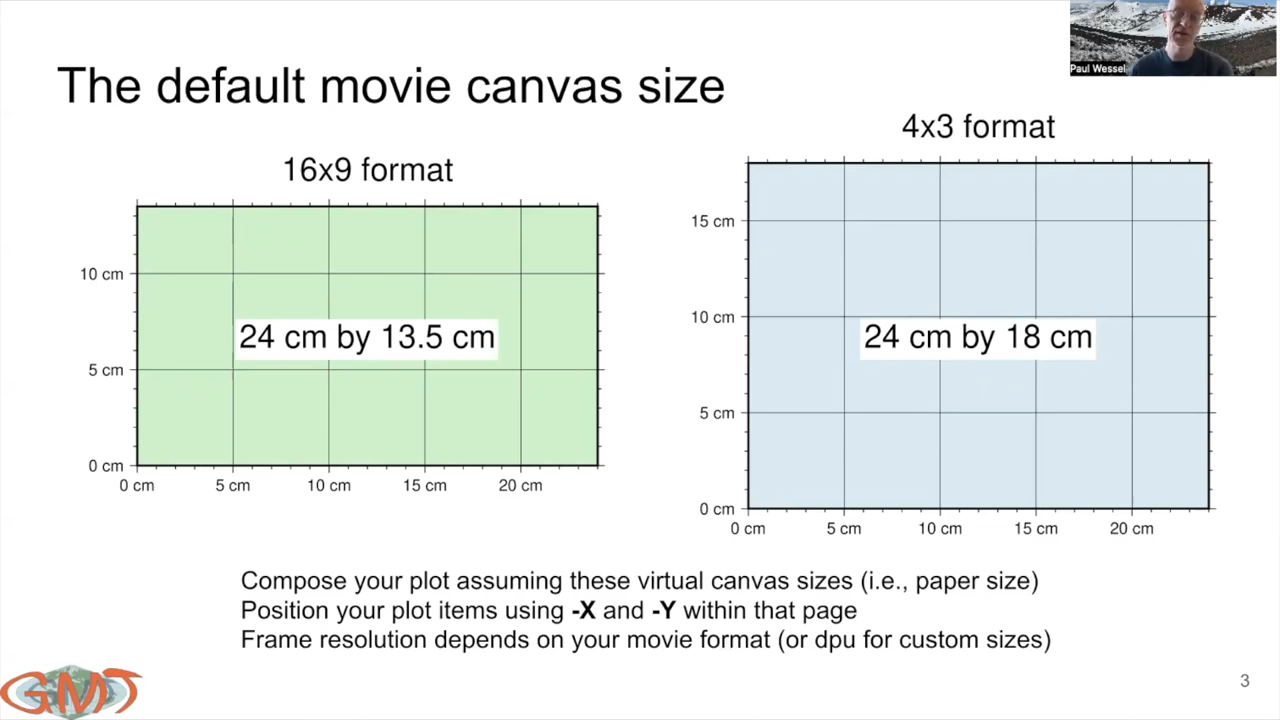 Paul Wessel
The default movie canvas size
16x9 format
10 cm
5 cm
0 cm
24 cm by 13.5 cm
0 cm 5 cm 10 cm 15 cm 20 cm
4x3 format
15 cm
10 cm
5 cm
0 cm
24 cm by 18 cm
0 cm 5 cm 10 cm 15 cm 20 cm
Compose your plot assuming these virtual canvas sizes (i.e., paper size)
Position your plot items using -X and -Y within that page
Frame resolution depends on your movie format (or dpu for custom sizes)
GMT
3